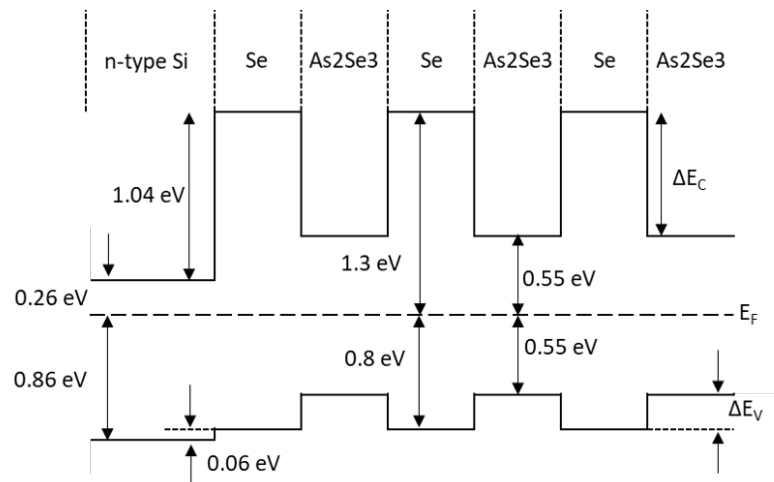 n-type Si
Se
As2Se3
Se
As2Se3
Se
As2Se3
1.04 eV
ΔE_C
1.3 eV
0.55 eV
0.26 eV
E_F
0.86 eV
0.8 eV
0.55 eV
ΔE_V
0.06 eV